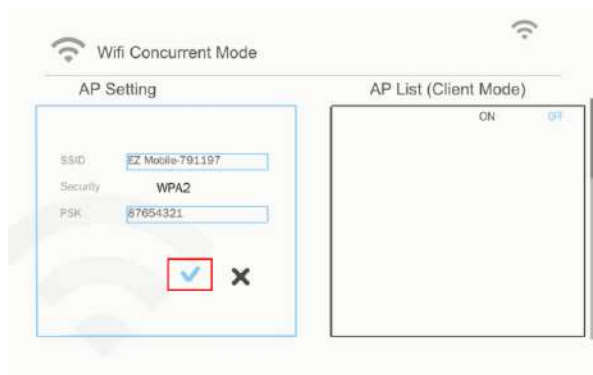 Wifi Concurrent Mode
AP Setting
AP List (Client Mode)
ON OFF
SSID EZ Mobile-791197
Security WPA2
PSK 87654321